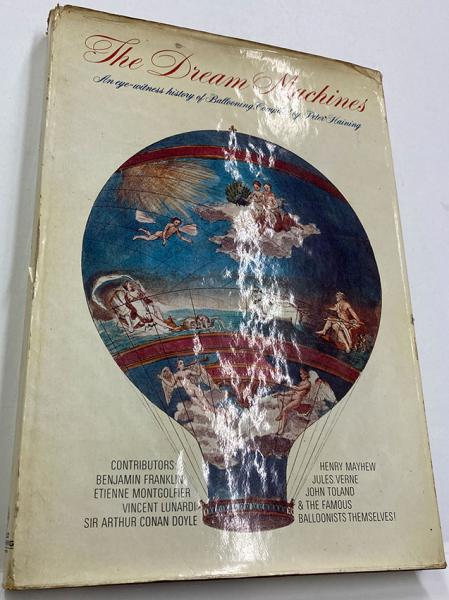 The Dream Machines
An eye-witness history of Ballooning Compiled by Peter Haining
CONTRIBUTORS:
BENJAMIN FRANKLIN
ETIENNE MONTGOLFIER
VINCENT LUNARDI
SIR ARTHUR CONAN DOYLE
HENRY MAYHEW
JULES VERNE
JOHN TOLAND
& THE FAMOUS
BALLOONISTS THEMSELVES!